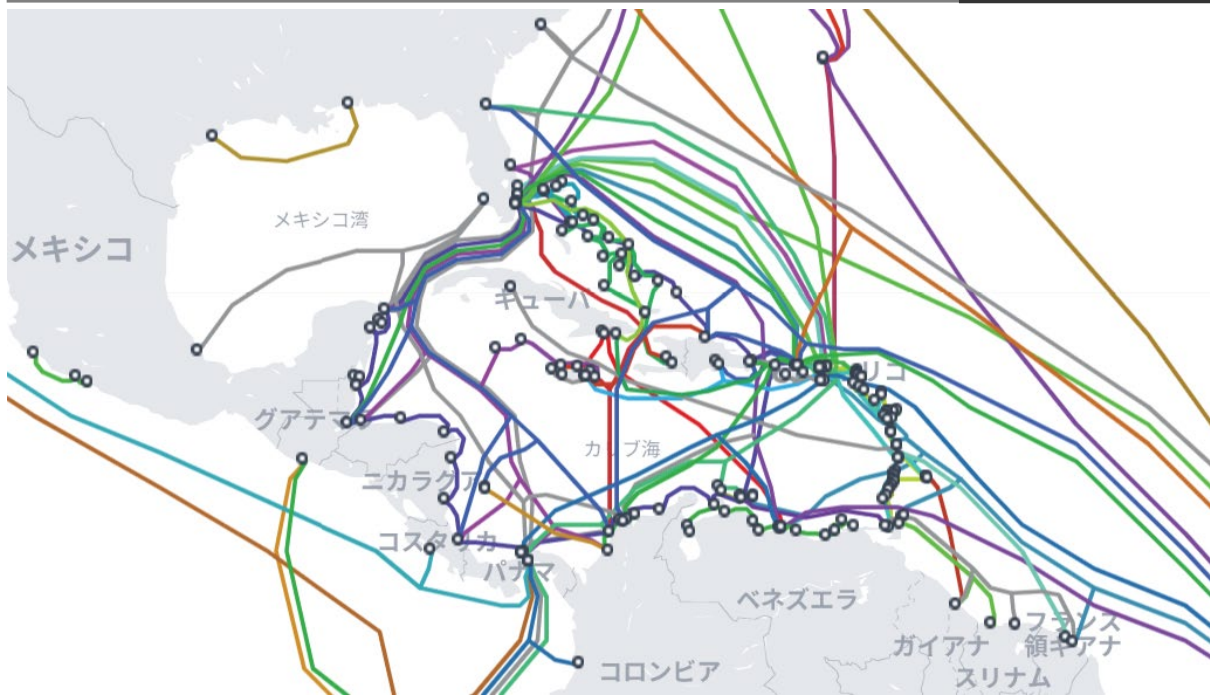 メキシコ湾
メキシコ
キューバ
リコ
グアテマ
カリブ海
ニカラグア
コスタリカ
パナマ
ベネズエラ
フランス
領ギアナ
ガイアナ
コロンビア
スリナム